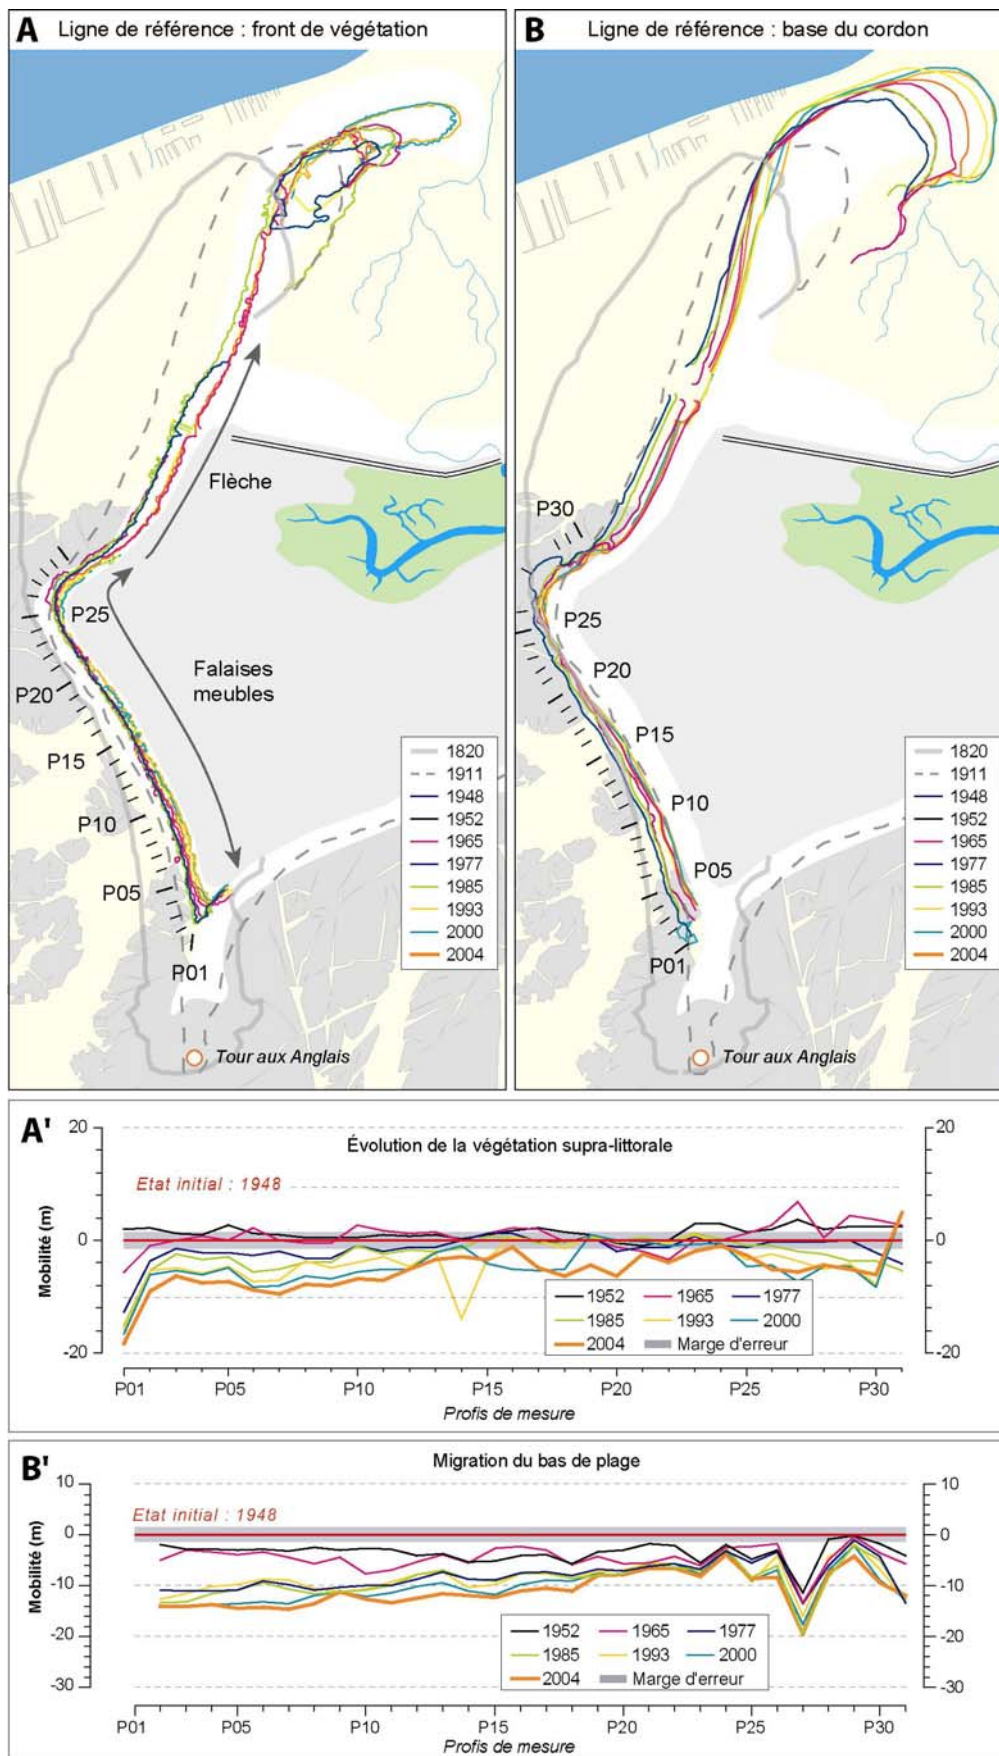 A Ligne de référence : front de végétation
Flèche
Falaises
meubles
P25
P20
P15
P10
P05
P01
1820
1911
1948
1952
1965
1977
1985
1993
2000
2004
Tour aux Anglais
B Ligne de référence : base du cordon
P30
P25
P20
P15
P10
P05
P01
1820
1911
1948
1952
1965
1977
1985
1993
2000
2004
Tour aux Anglais
A'
Évolution de la végétation supra-littorale
Etat initial : 1948
Mobilité (m)
20
0
-20
20
0
-20
1952 1965 1977
1985 1993 2000
2004 Marge d'erreur
P01 P05 P10 P15 P20 P25 P30
Profis de mesure
B'
Migration du bas de plage
Etat initial : 1948
Mobilité (m)
10
0
-10
-20
-30
10
0
-10
-20
-30
1952 1965 1977
1985 1993 2000
2004 Marge d'erreur
P01 P05 P10 P15 P20 P25 P30
Profis de mesure